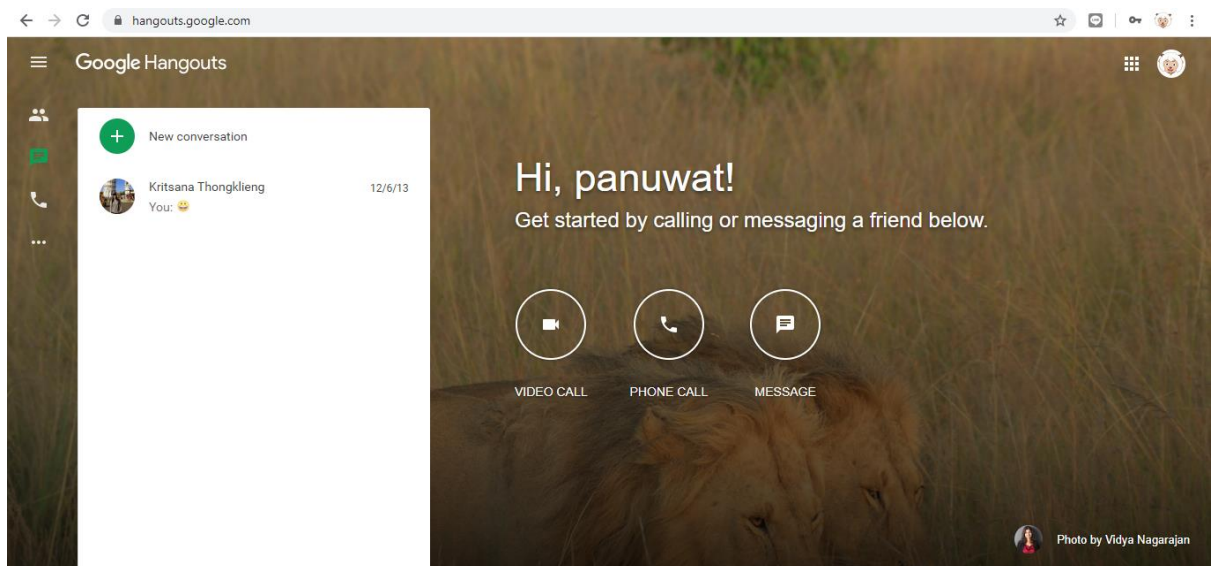 hangouts.google.com
Google Hangouts
New conversation
Kritsana Thongklieng 12/6/13
You: 😀
Hi, panuwat!
Get started by calling or messaging a friend below.
VIDEO CALL PHONE CALL MESSAGE
Photo by Vidya Nagarajan